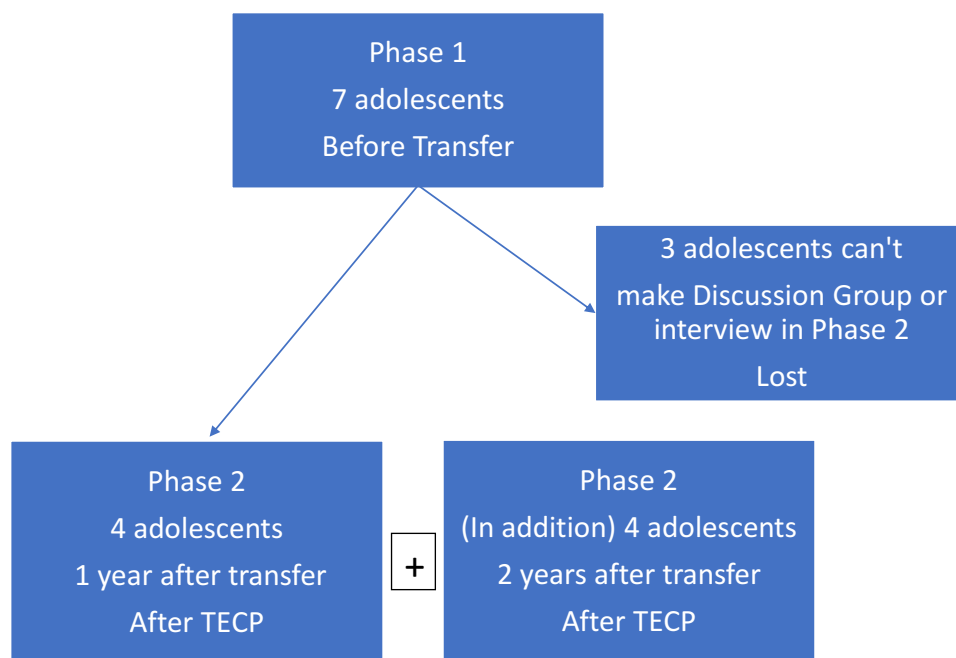 Phase 1
7 adolescents
Before Transfer
3 adolescents can't
make Discussion Group or
interview in Phase 2
Lost
Phase 2
4 adolescents
1 year after transfer
After TECP
+
Phase 2
(In addition) 4 adolescents
2 years after transfer
After TECP